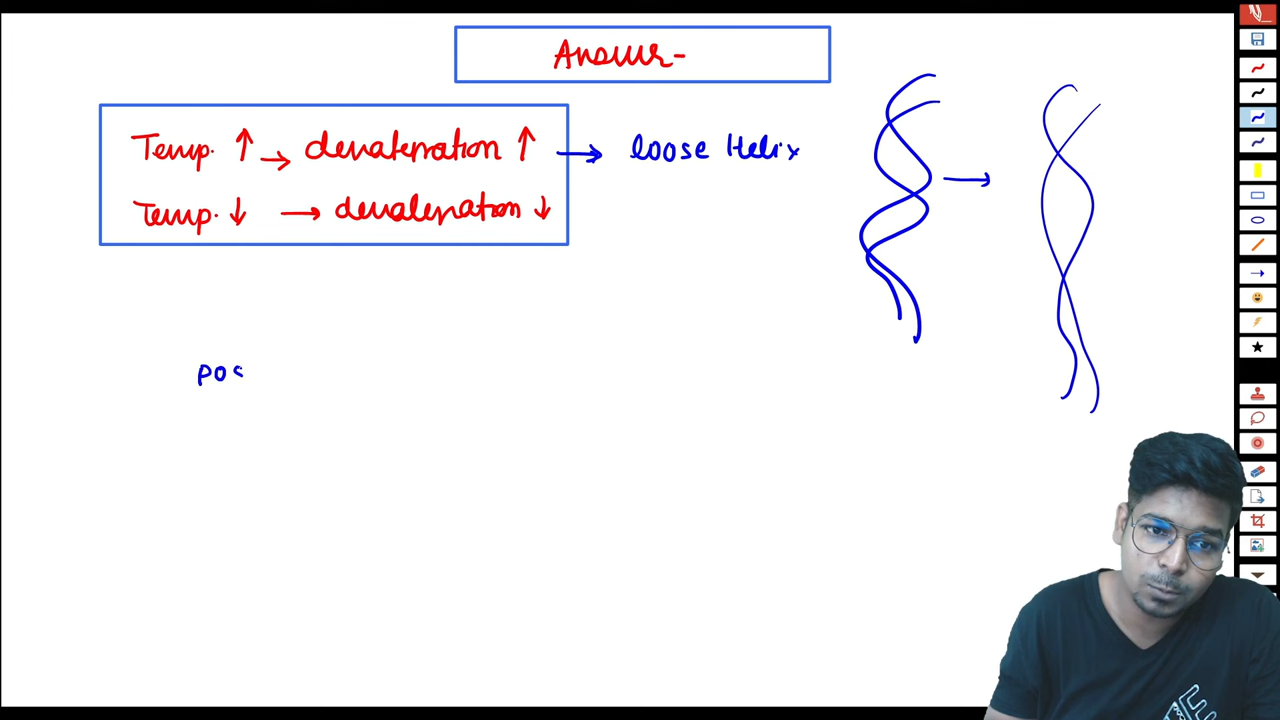 Answer-
Temp. ↑ → denaturation ↑ → loose Helix
Temp. ↓ → denaturation ↓
pos